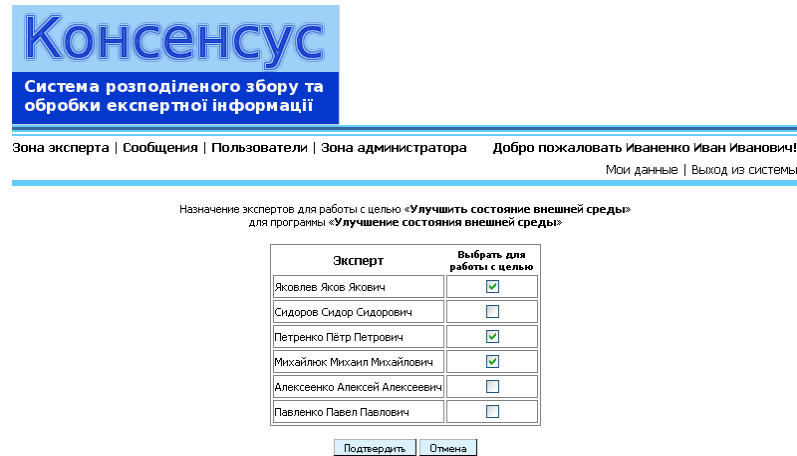 Консенсус
Система розподіленого збору та
обробки експертної інформації
Зона эксперта | Сообщения | Пользователи | Зона администратора Добро пожаловать Иваненко Иван Иванович!
Мои данные | Выход из системы
Назначение экспертов для работы с целью «Улучшить состояние внешней среды»
для программы «Улучшение состояния внешней среды»
Эксперт
Выбрать для
работы с целью
Яковлев Яков Якович
Сидоров Сидор Сидорович
Петренко Пётр Петрович
Михайлюк Михаил Михайлович
Алексеенко Алексей Алексеевич
Павленко Павел Павлович
Подтвердить Отмена